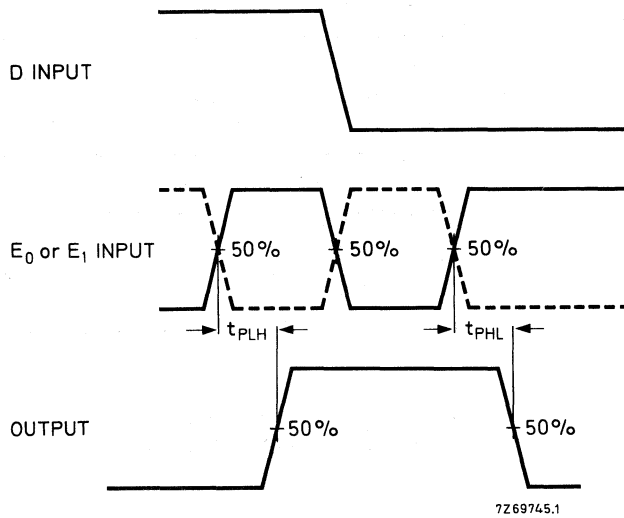 D INPUT
E₀ or E₁ INPUT
50%
50%
50%
tPLH
tPHL
OUTPUT
50%
50%
7Z69745.1